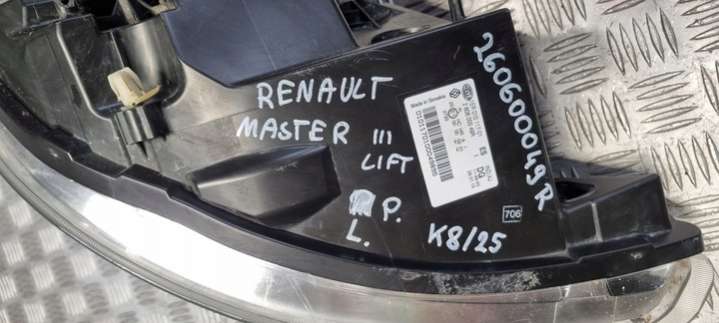 RENAULT
MASTER III
LIFT
P.
L.
K8/25
260600049R
Made in Slovakia
706